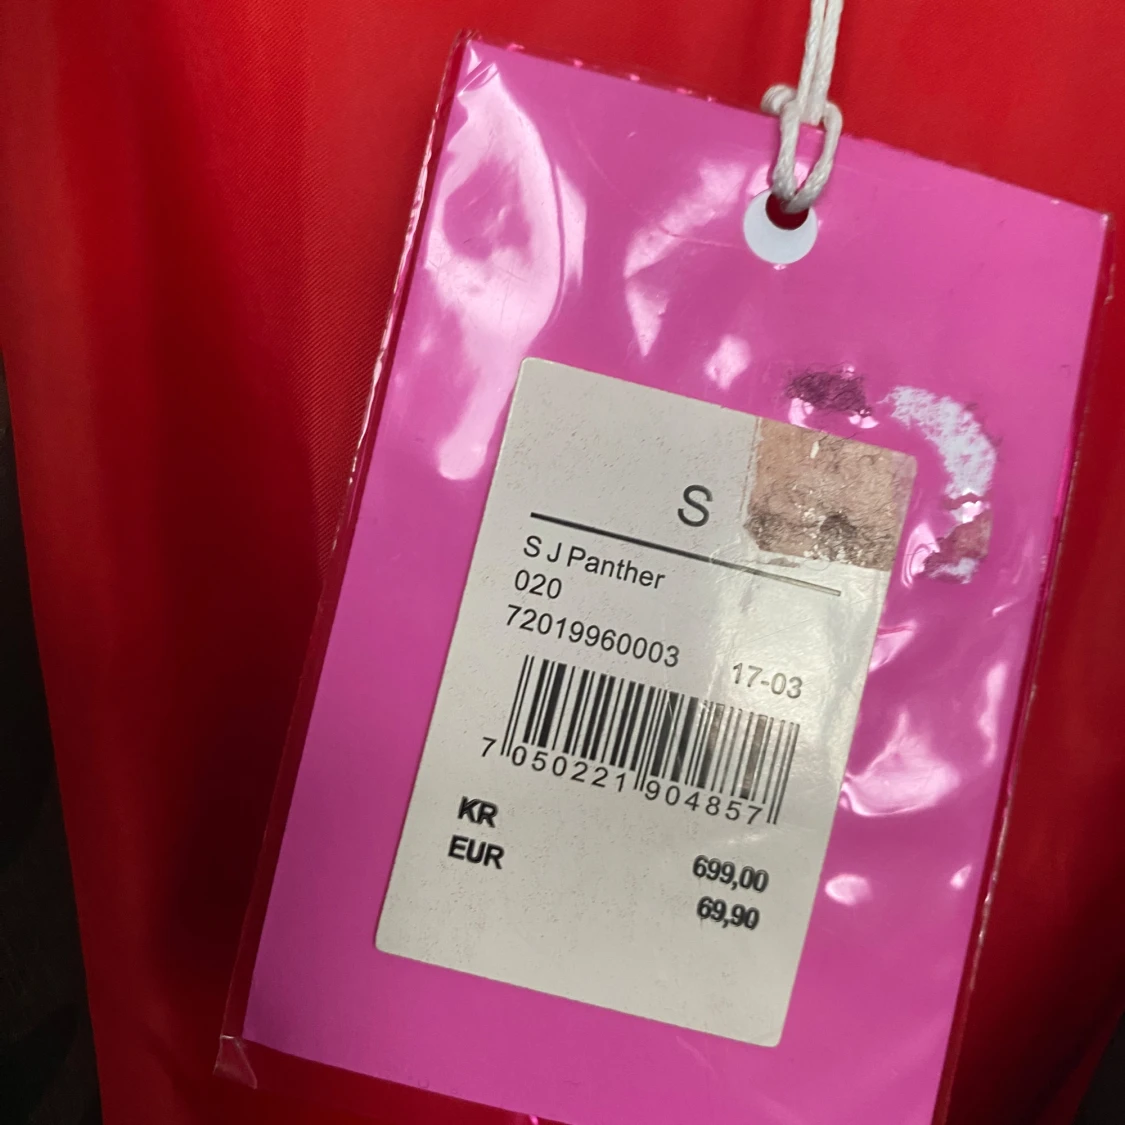 S
S J Panther
020
72019960003
17-03
7 050221 904857
KR 699,00
EUR 69,90